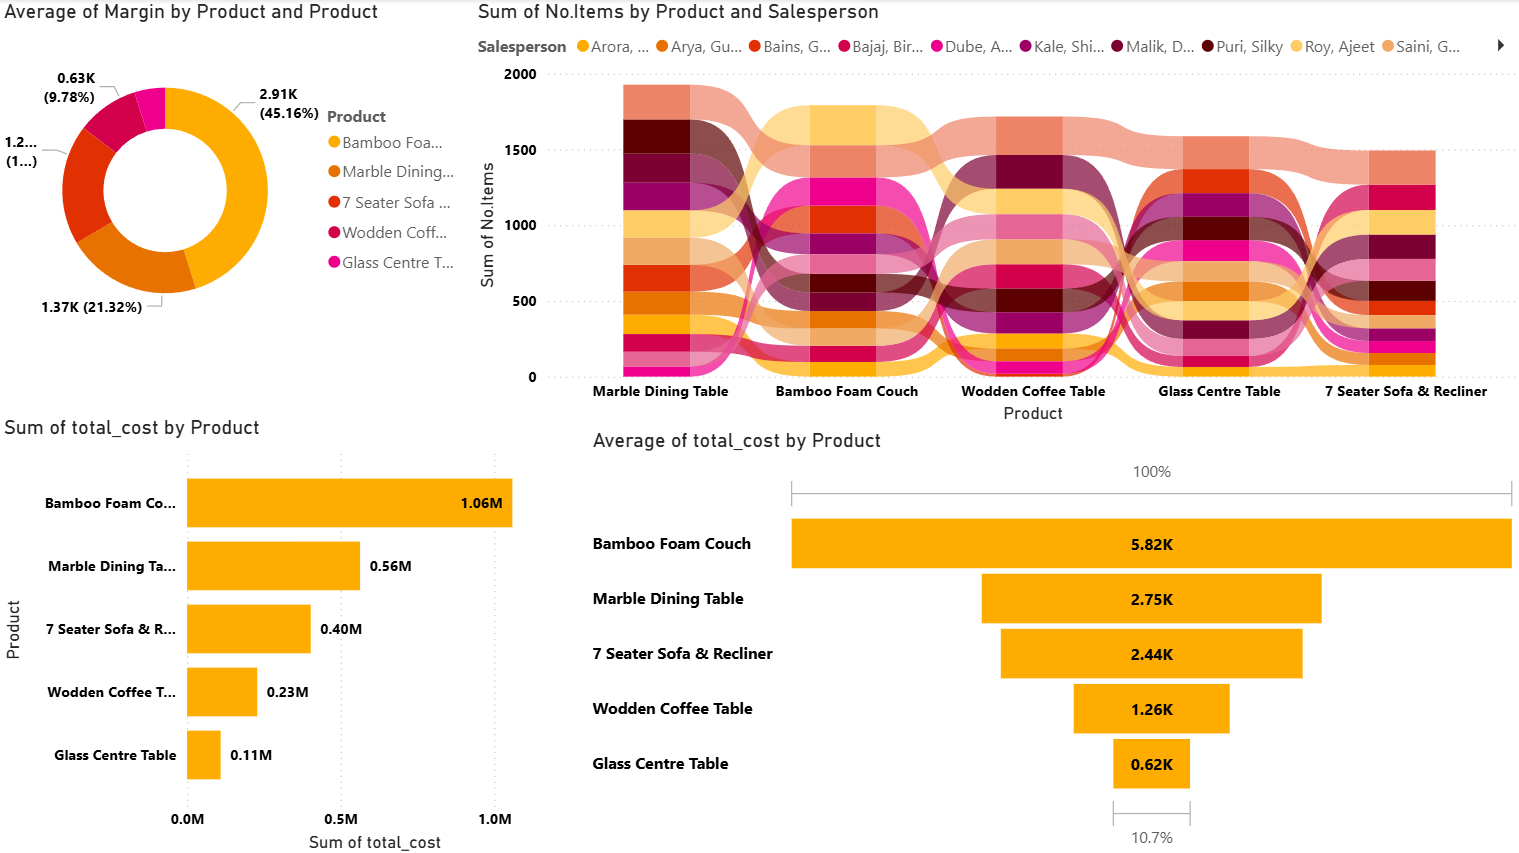 Average of Margin by Product and Product
0.63K
(9.78%)
2.91K
(45.16%)
1.2...
(1...)
1.37K (21.32%)
Product
Bamboo Foa...
Marble Dining...
7 Seater Sofa ...
Wodden Coff...
Glass Centre T...
Sum of No.Items by Product and Salesperson
Salesperson Arora, ... Arya, Gu... Bains, G... Bajaj, Bir... Dube, A... Kale, Shi... Malik, D... Puri, Silky Roy, Ajeet Saini, G...
Sum of No.Items
2000
1500
1000
500
0
Marble Dining Table Bamboo Foam Couch Wodden Coffee Table Glass Centre Table 7 Seater Sofa & Recliner
Product
Sum of total_cost by Product
Product
Bamboo Foam Co... 1.06M
Marble Dining Ta... 0.56M
7 Seater Sofa & R... 0.40M
Wodden Coffee T... 0.23M
Glass Centre Table 0.11M
0.0M 0.5M 1.0M
Sum of total_cost
Average of total_cost by Product
100%
Bamboo Foam Couch 5.82K
Marble Dining Table 2.75K
7 Seater Sofa & Recliner 2.44K
Wodden Coffee Table 1.26K
Glass Centre Table 0.62K
10.7%